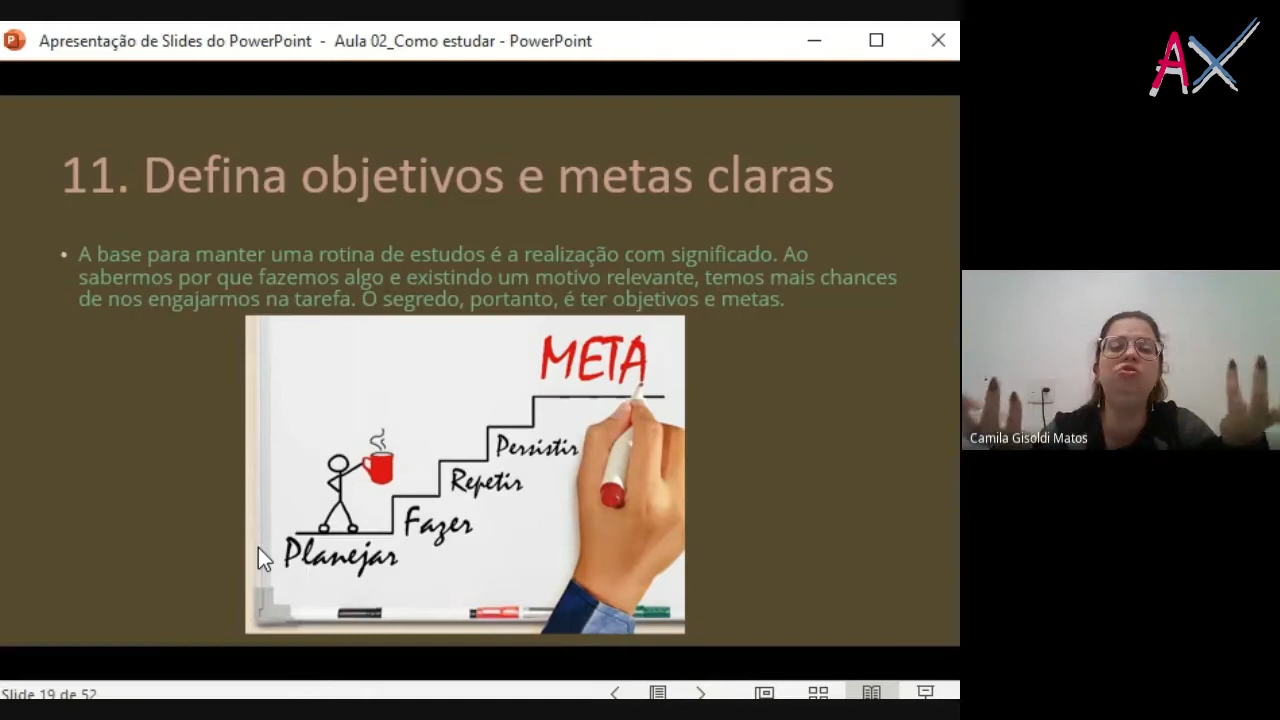 Apresentação de Slides do PowerPoint - Aula 02_Como estudar - PowerPoint
AX
11. Defina objetivos e metas claras
• A base para manter uma rotina de estudos é a realização com significado. Ao
sabermos por que fazemos algo e existindo um motivo relevante, temos mais chances
de nos engajarmos na tarefa. O segredo, portanto, é ter objetivos e metas.
META
Persistir
Repetir
Fazer
Planejar
Camila Gisoldi Matos
Slide 19 de 52